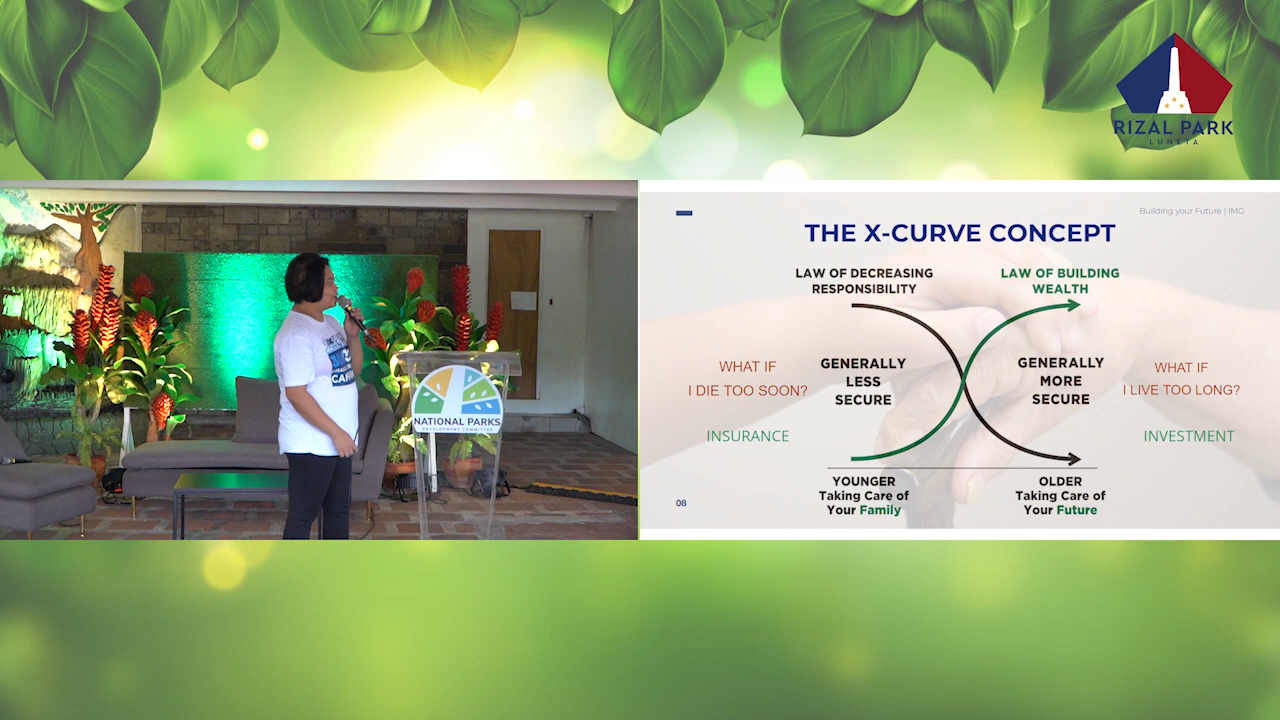 RIZAL PARK
LUNETA
NATIONAL PARKS
DEVELOPMENT COMMITTEE
Building your Future | IMG
THE X-CURVE CONCEPT
LAW OF DECREASING
RESPONSIBILITY
LAW OF BUILDING
WEALTH
WHAT IF
I DIE TOO SOON?
INSURANCE
GENERALLY
LESS
SECURE
GENERALLY
MORE
SECURE
WHAT IF
I LIVE TOO LONG?
INVESTMENT
YOUNGER
Taking Care of
Your Family
OLDER
Taking Care of
Your Future
08